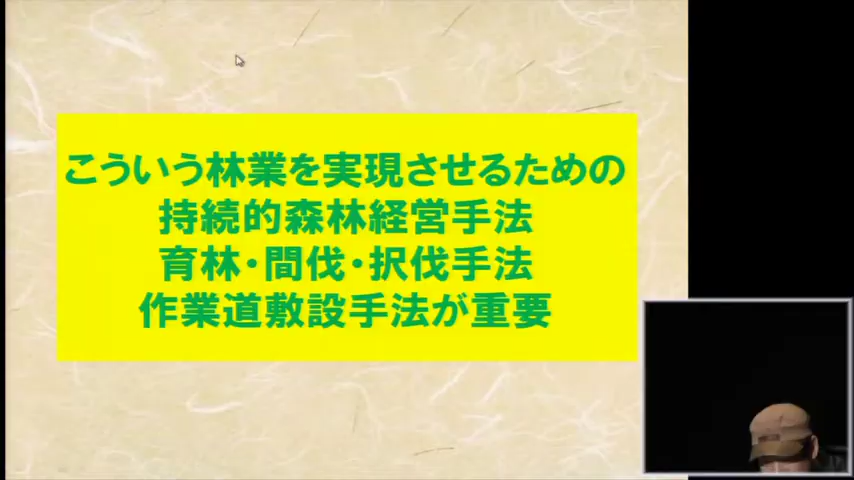 こういう林業を実現させるための
持続的森林経営手法
育林・間伐・択伐手法
作業道敷設手法が重要